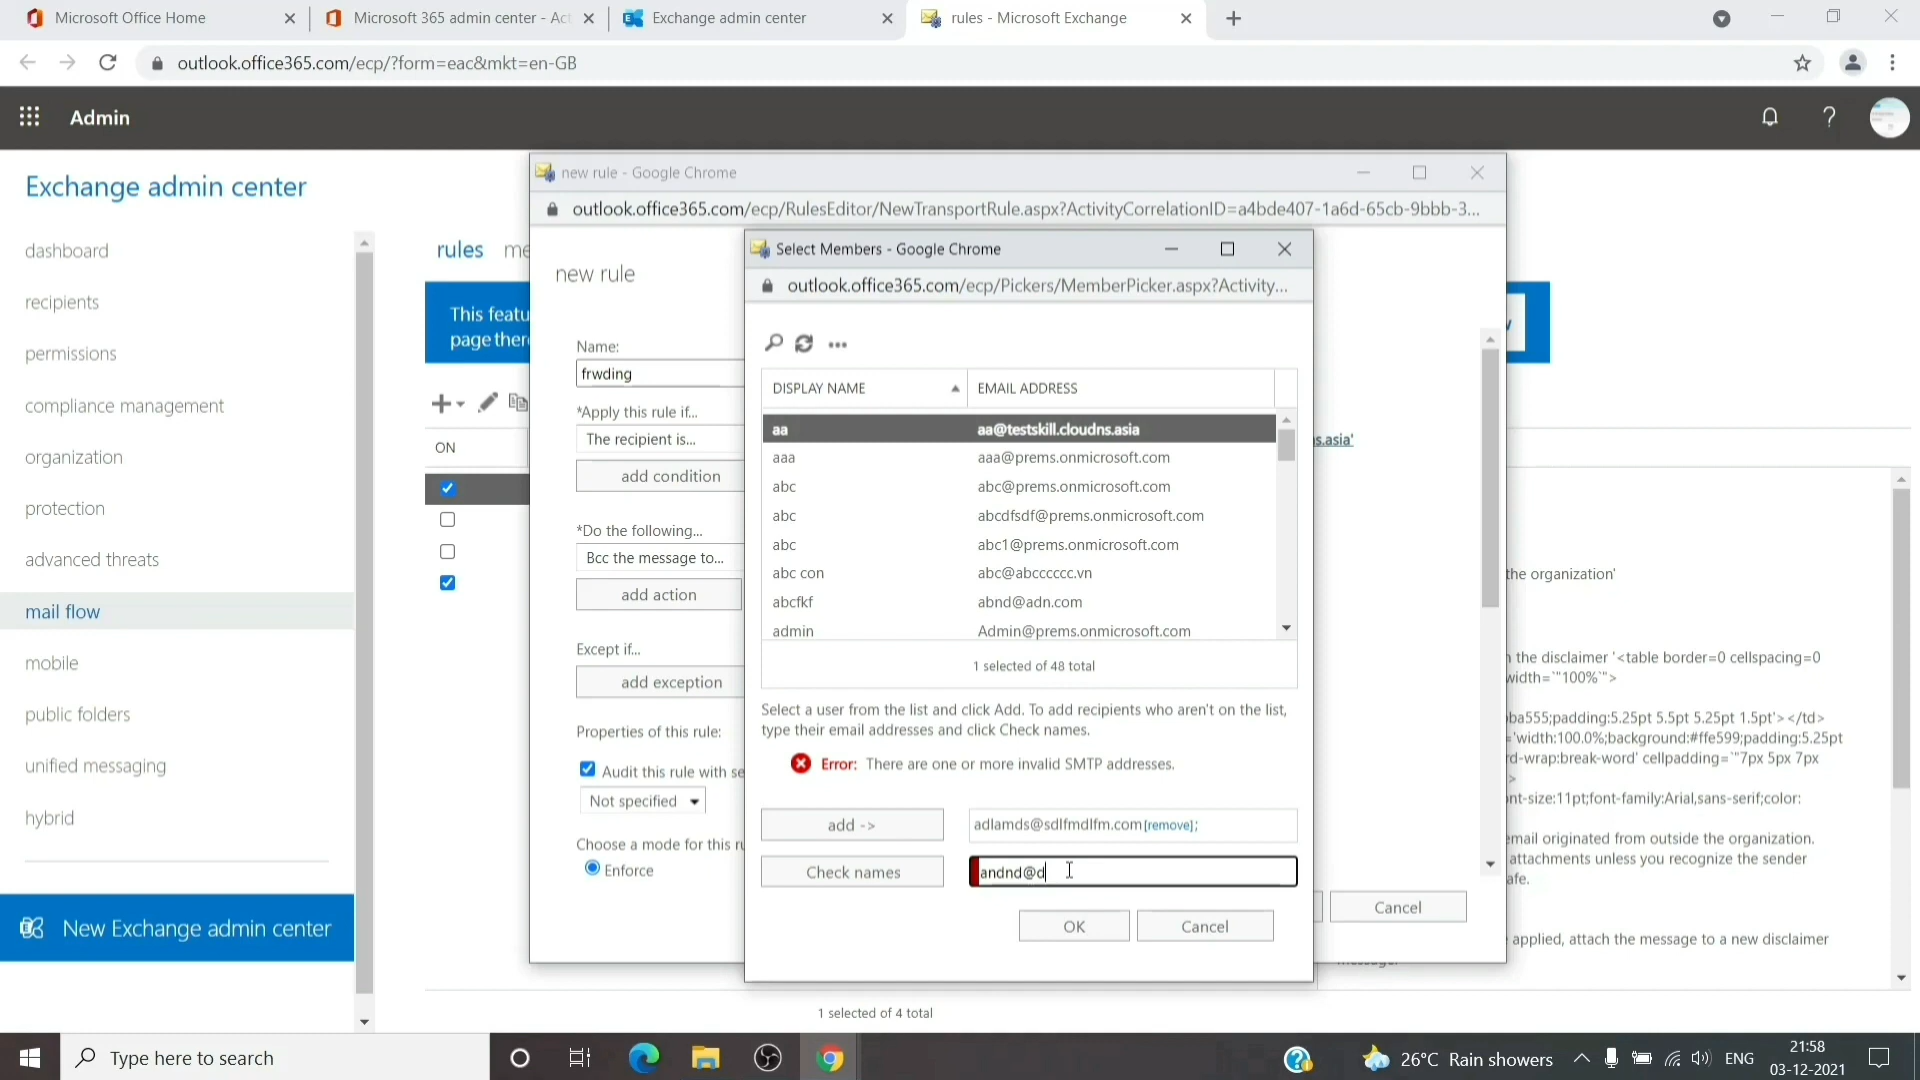 Microsoft Office Home
Microsoft 365 admin center - Act
Exchange admin center
rules - Microsoft Exchange
outlook.office365.com/ecp/?form=eac&mkt=en-GB
Admin
?
Exchange admin center
dashboard
recipients
permissions
compliance management
organization
protection
advanced threats
mail flow
mobile
public folders
unified messaging
hybrid
New Exchange admin center
rules me
This featu
page ther
ON
new rule - Google Chrome
outlook.office365.com/ecp/RulesEditor/NewTransportRule.aspx?ActivityCorrelationID=a4bde407-1a6d-65cb-9bbb-3...
new rule
Name:
frwding
*Apply this rule if...
The recipient is...
add condition
*Do the following...
Bcc the message to...
add action
Except if...
add exception
Properties of this rule:
Audit this rule with se
Not specified
Choose a mode for this ru
Enforce
Select Members - Google Chrome
outlook.office365.com/ecp/Pickers/MemberPicker.aspx?Activity...
DISPLAY NAME EMAIL ADDRESS
aa aa@testskill.cloudns.asia
aaa aaa@prems.onmicrosoft.com
abc abc@prems.onmicrosoft.com
abc abcdfsdf@prems.onmicrosoft.com
abc abc1@prems.onmicrosoft.com
abc con abc@abcccccc.vn
abcfkf abnd@adn.com
admin Admin@prems.onmicrosoft.com
1 selected of 48 total
Select a user from the list and click Add. To add recipients who aren't on the list,
type their email addresses and click Check names.
Error: There are one or more invalid SMTP addresses.
add -> adlamds@sdlfmdlfm.com[remove];
Check names andnd@d
OK Cancel
s.asia'
Cancel
the organization'
the disclaimer '<table border=0 cellspacing=0
width=`"100%`">
ba555;padding:5.25pt 5.5pt 5.25pt 1.5pt'></td>
'width:100.0%;background:#ffe599;padding:5.25pt
rd-wrap:break-word' cellpadding=`"7px 5px 7px
>
nt-size:11pt;font-family:Arial,sans-serif;color:
email originated from outside the organization.
attachments unless you recognize the sender
afe.
applied, attach the message to a new disclaimer
message.
1 selected of 4 total
Type here to search
26°C Rain showers
ENG
21:58
03-12-2021